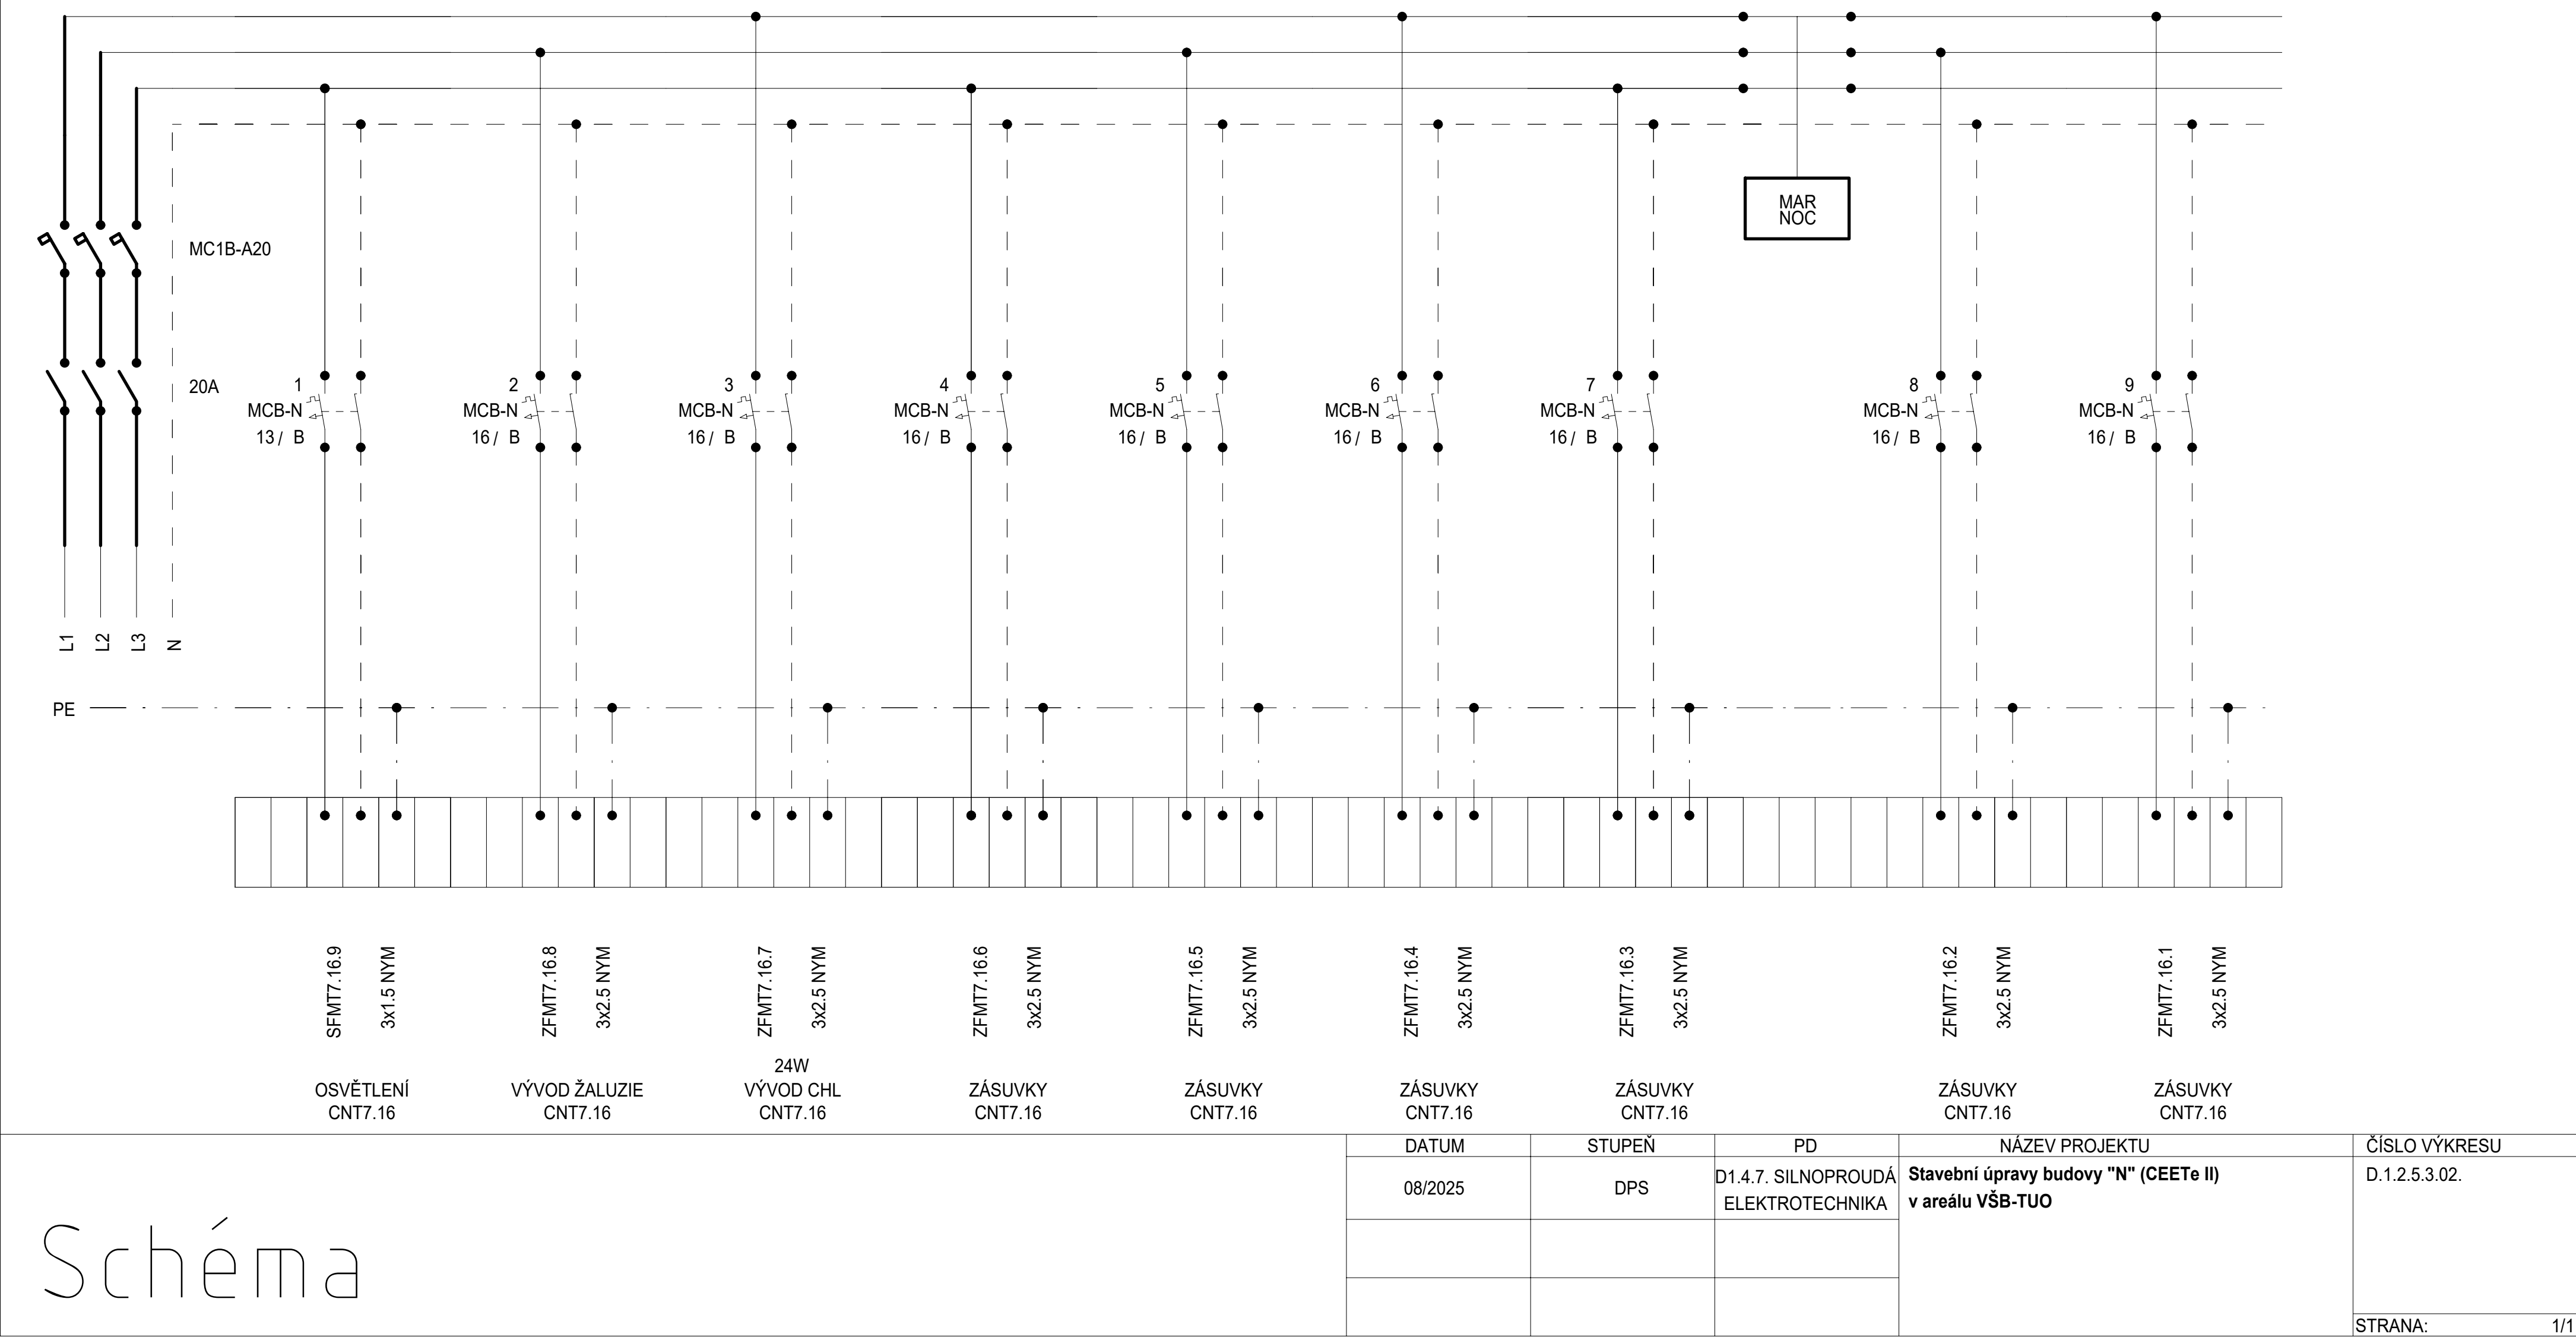 MAR
NOC
MC1B-A20
20A
1
MCB-N
13 / B
2
MCB-N
16 / B
3
MCB-N
16 / B
4
MCB-N
16 / B
5
MCB-N
16 / B
6
MCB-N
16 / B
7
MCB-N
16 / B
8
MCB-N
16 / B
9
MCB-N
16 / B
L1
L2
L3
N
PE
SFMT7.16.9
3x1.5 NYM
ZFMT7.16.8
3x2.5 NYM
ZFMT7.16.7
3x2.5 NYM
ZFMT7.16.6
3x2.5 NYM
ZFMT7.16.5
3x2.5 NYM
ZFMT7.16.4
3x2.5 NYM
ZFMT7.16.3
3x2.5 NYM
ZFMT7.16.2
3x2.5 NYM
ZFMT7.16.1
3x2.5 NYM
OSVĚTLENÍ
CNT7.16
VÝVOD ŽALUZIE
CNT7.16
24W
VÝVOD CHL
CNT7.16
ZÁSUVKY
CNT7.16
ZÁSUVKY
CNT7.16
ZÁSUVKY
CNT7.16
ZÁSUVKY
CNT7.16
ZÁSUVKY
CNT7.16
ZÁSUVKY
CNT7.16
Schéma
DATUM
08/2025
STUPEŇ
DPS
PD
D1.4.7. SILNOPROUDÁ
ELEKTROTECHNIKA
NÁZEV PROJEKTU
Stavební úpravy budovy "N" (CEETe II)
v areálu VŠB-TUO
ČÍSLO VÝKRESU
D.1.2.5.3.02.
STRANA: 1/1